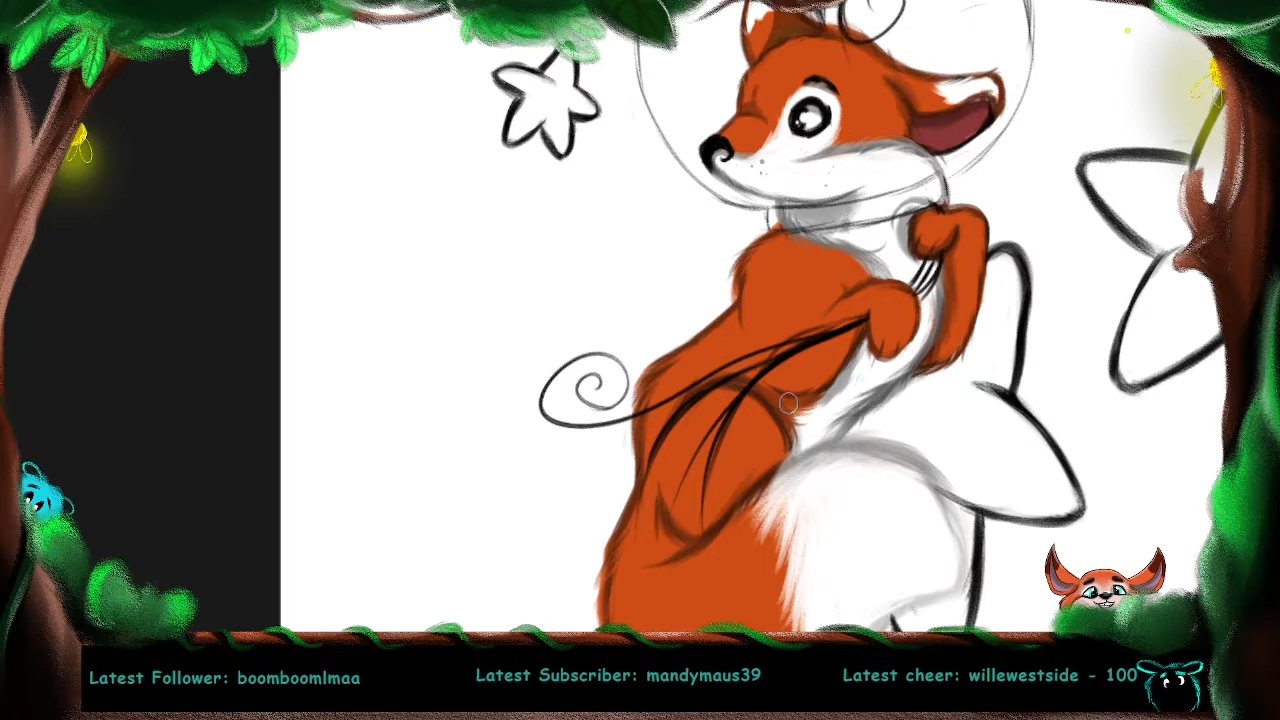 Latest Follower: boomboomlmaa
Latest Subscriber: mandymaus39
Latest cheer: willewestside - 100